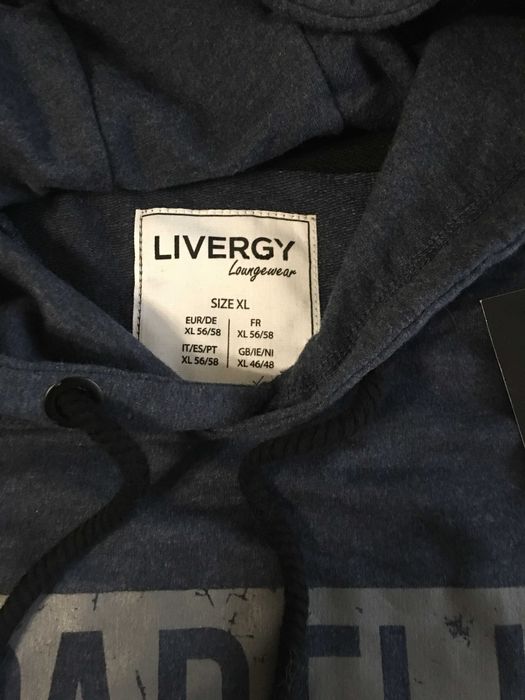 LIVERGY
Loungewear
SIZE XL
EUR/DE
XL 56/58
FR
XL 56/58
IT/ES/PT
XL 56/58
GB/IE/NI
XL 46/48